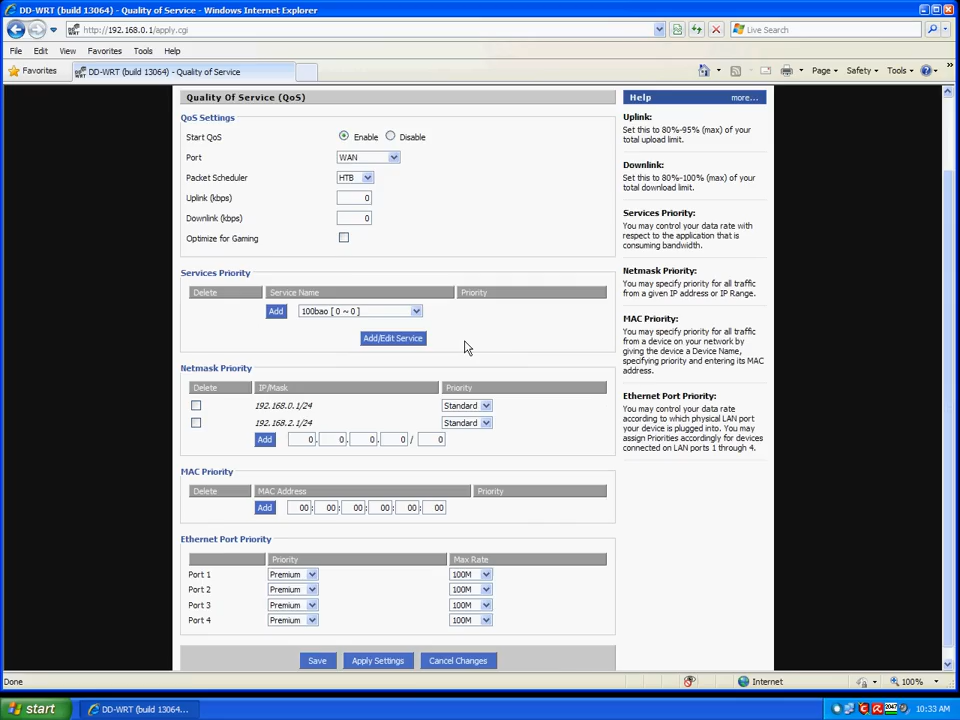 DD-WRT (build 13064) - Quality of Service - Windows Internet Explorer
http://192.168.0.1/apply.cgi
Live Search
File Edit View Favorites Tools Help
Favorites
DD-WRT (build 13064) - Quality of Service
Page Safety Tools
Quality Of Service (QoS)
QoS Settings
Start QoS Enable Disable
Port WAN
Packet Scheduler HTB
Uplink (kbps) 0
Downlink (kbps) 0
Optimize for Gaming
Services Priority
Delete Service Name Priority
Add 100bao [ 0 ~ 0 ]
Add/Edit Service
Netmask Priority
Delete IP/Mask Priority
192.168.0.1/24 Standard
192.168.2.1/24 Standard
Add 0. 0. 0. 0 / 0
MAC Priority
Delete MAC Address Priority
Add 00: 00: 00: 00: 00: 00
Ethernet Port Priority
Priority Max Rate
Port 1 Premium 100M
Port 2 Premium 100M
Port 3 Premium 100M
Port 4 Premium 100M
Save Apply Settings Cancel Changes
Help more...
Uplink:
Set this to 80%-95% (max) of your
total upload limit.
Downlink:
Set this to 80%-100% (max) of your
total download limit.
Services Priority:
You may control your data rate with
respect to the application that is
consuming bandwidth.
Netmask Priority:
You may specify priority for all traffic
from a given IP address or IP Range.
MAC Priority:
You may specify priority for all traffic
from a device on your network by
giving the device a Device Name,
specifying priority and entering its MAC
address.
Ethernet Port Priority:
You may control your data rate
according to which physical LAN port
your device is plugged into. You may
assign Priorities accordingly for devices
connected on LAN ports 1 through 4.
Done Internet 100%
start DD-WRT (build 13064... 2047 10:33 AM